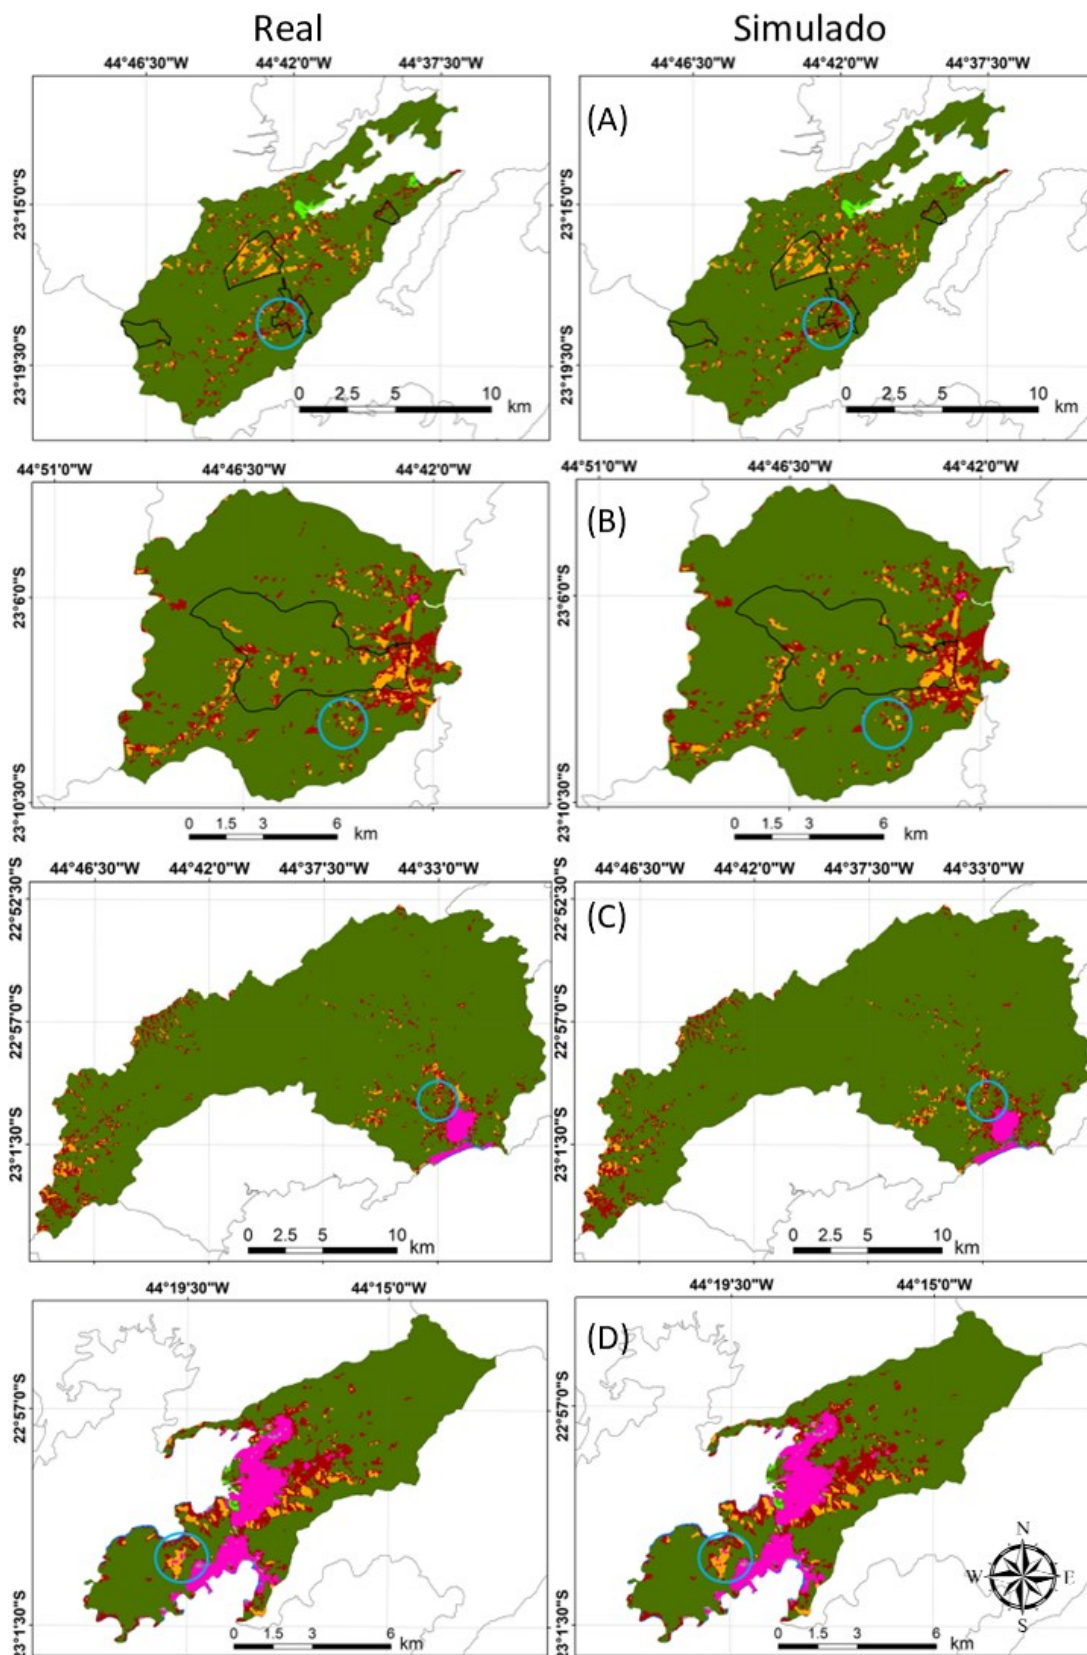 Real Simulado
44°46'30"W 44°42'0"W 44°37'30"W 44°46'30"W 44°42'0"W 44°37'30"W
(A)
23°15'0"S 23°15'0"S
23°19'30"S 23°19'30"S
0 2.5 5 10 km 0 2.5 5 10 km
44°51'0"W 44°46'30"W 44°42'0"W 44°51'0"W 44°46'30"W 44°42'0"W
(B)
23°6'0"S 23°6'0"S
23°10'30"S 23°10'30"S
0 1.5 3 6 km 0 1.5 3 6 km
44°46'30"W 44°42'0"W 44°37'30"W 44°33'0"W 44°46'30"W 44°42'0"W 44°37'30"W 44°33'0"W
22°52'30"S 22°52'30"S
(C)
22°57'0"S 22°57'0"S
23°1'30"S 23°1'30"S
0 2.5 5 10 km 0 2.5 5 10 km
44°19'30"W 44°15'0"W 44°19'30"W 44°15'0"W
(D)
22°57'0"S 22°57'0"S
N
W E
S
23°1'30"S 23°1'30"S
0 1.5 3 6 km 0 1.5 3 6 km